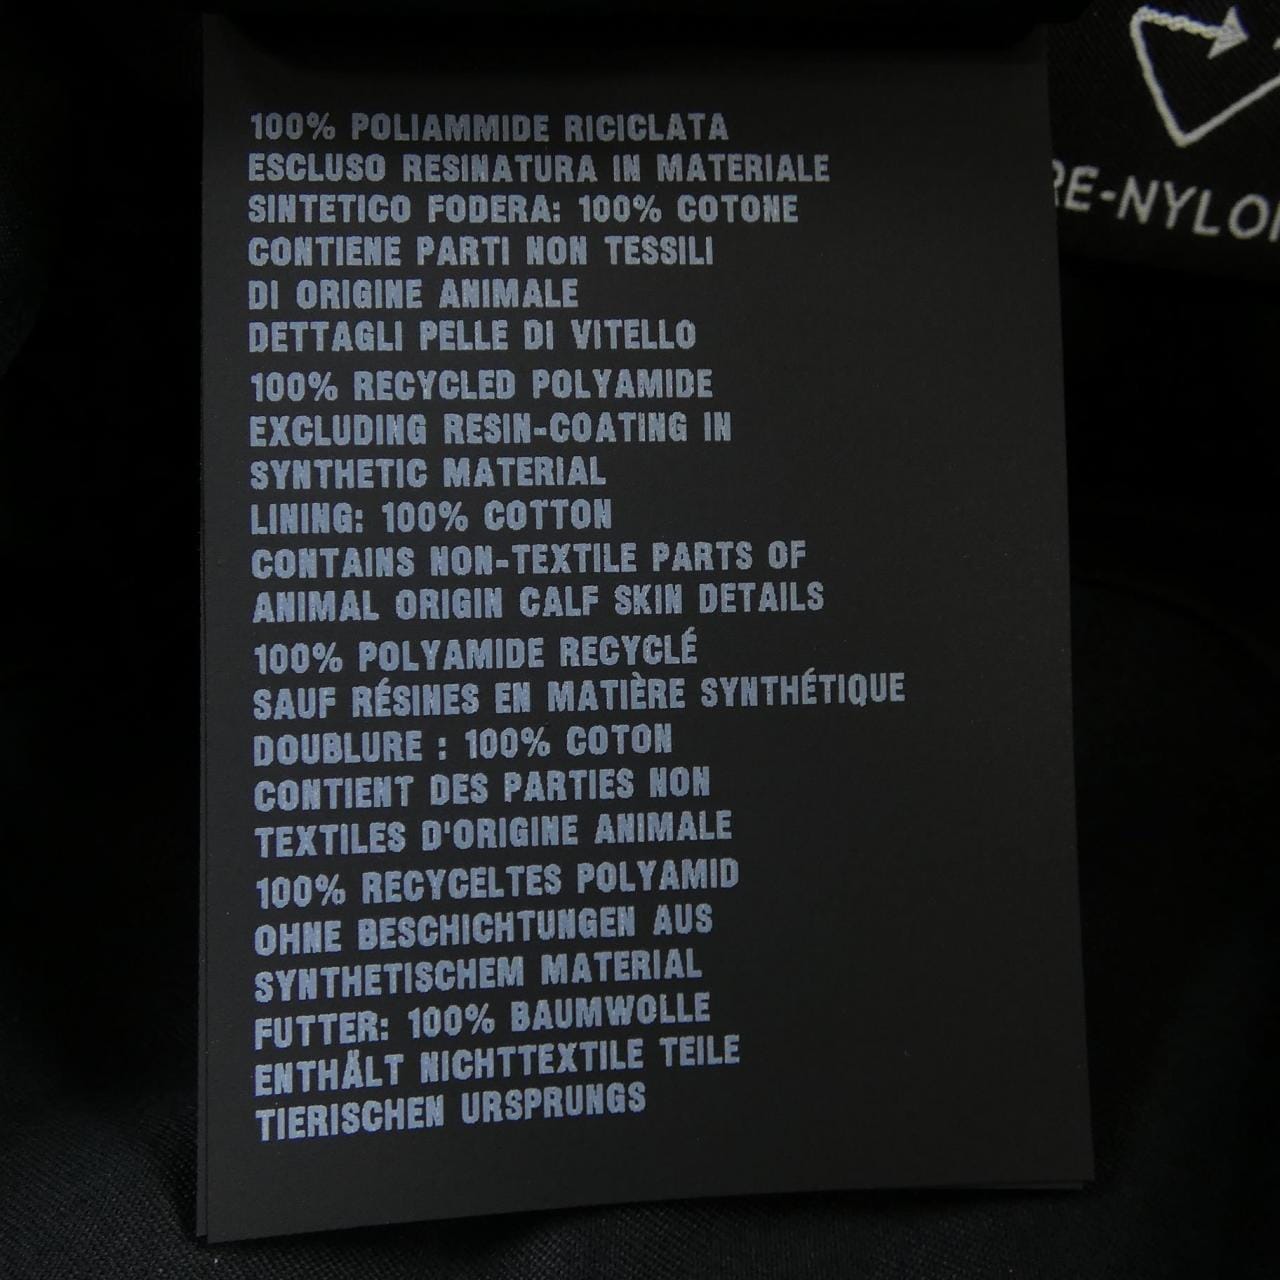 100% POLIAMMIDE RICICLATA
ESCLUSO RESINATURA IN MATERIALE
SINTETICO FODERA: 100% COTONE
CONTIENE PARTI NON TESSILI
DI ORIGINE ANIMALE
DETTAGLI PELLE DI VITELLO
100% RECYCLED POLYAMIDE
EXCLUDING RESIN-COATING IN
SYNTHETIC MATERIAL
LINING: 100% COTTON
CONTAINS NON-TEXTILE PARTS OF
ANIMAL ORIGIN CALF SKIN DETAILS
100% POLYAMIDE RECYCLÉ
SAUF RÉSINES EN MATIÈRE SYNTHÉTIQUE
DOUBLURE : 100% COTON
CONTIENT DES PARTIES NON
TEXTILES D'ORIGINE ANIMALE
100% RECYCELTES POLYAMID
OHNE BESCHICHTUNGEN AUS
SYNTHETISCHEM MATERIAL
FUTTER: 100% BAUMWOLLE
ENTHÄLT NICHTTEXTILE TEILE
TIERISCHEN URSPRUNGS
RE-NYLON